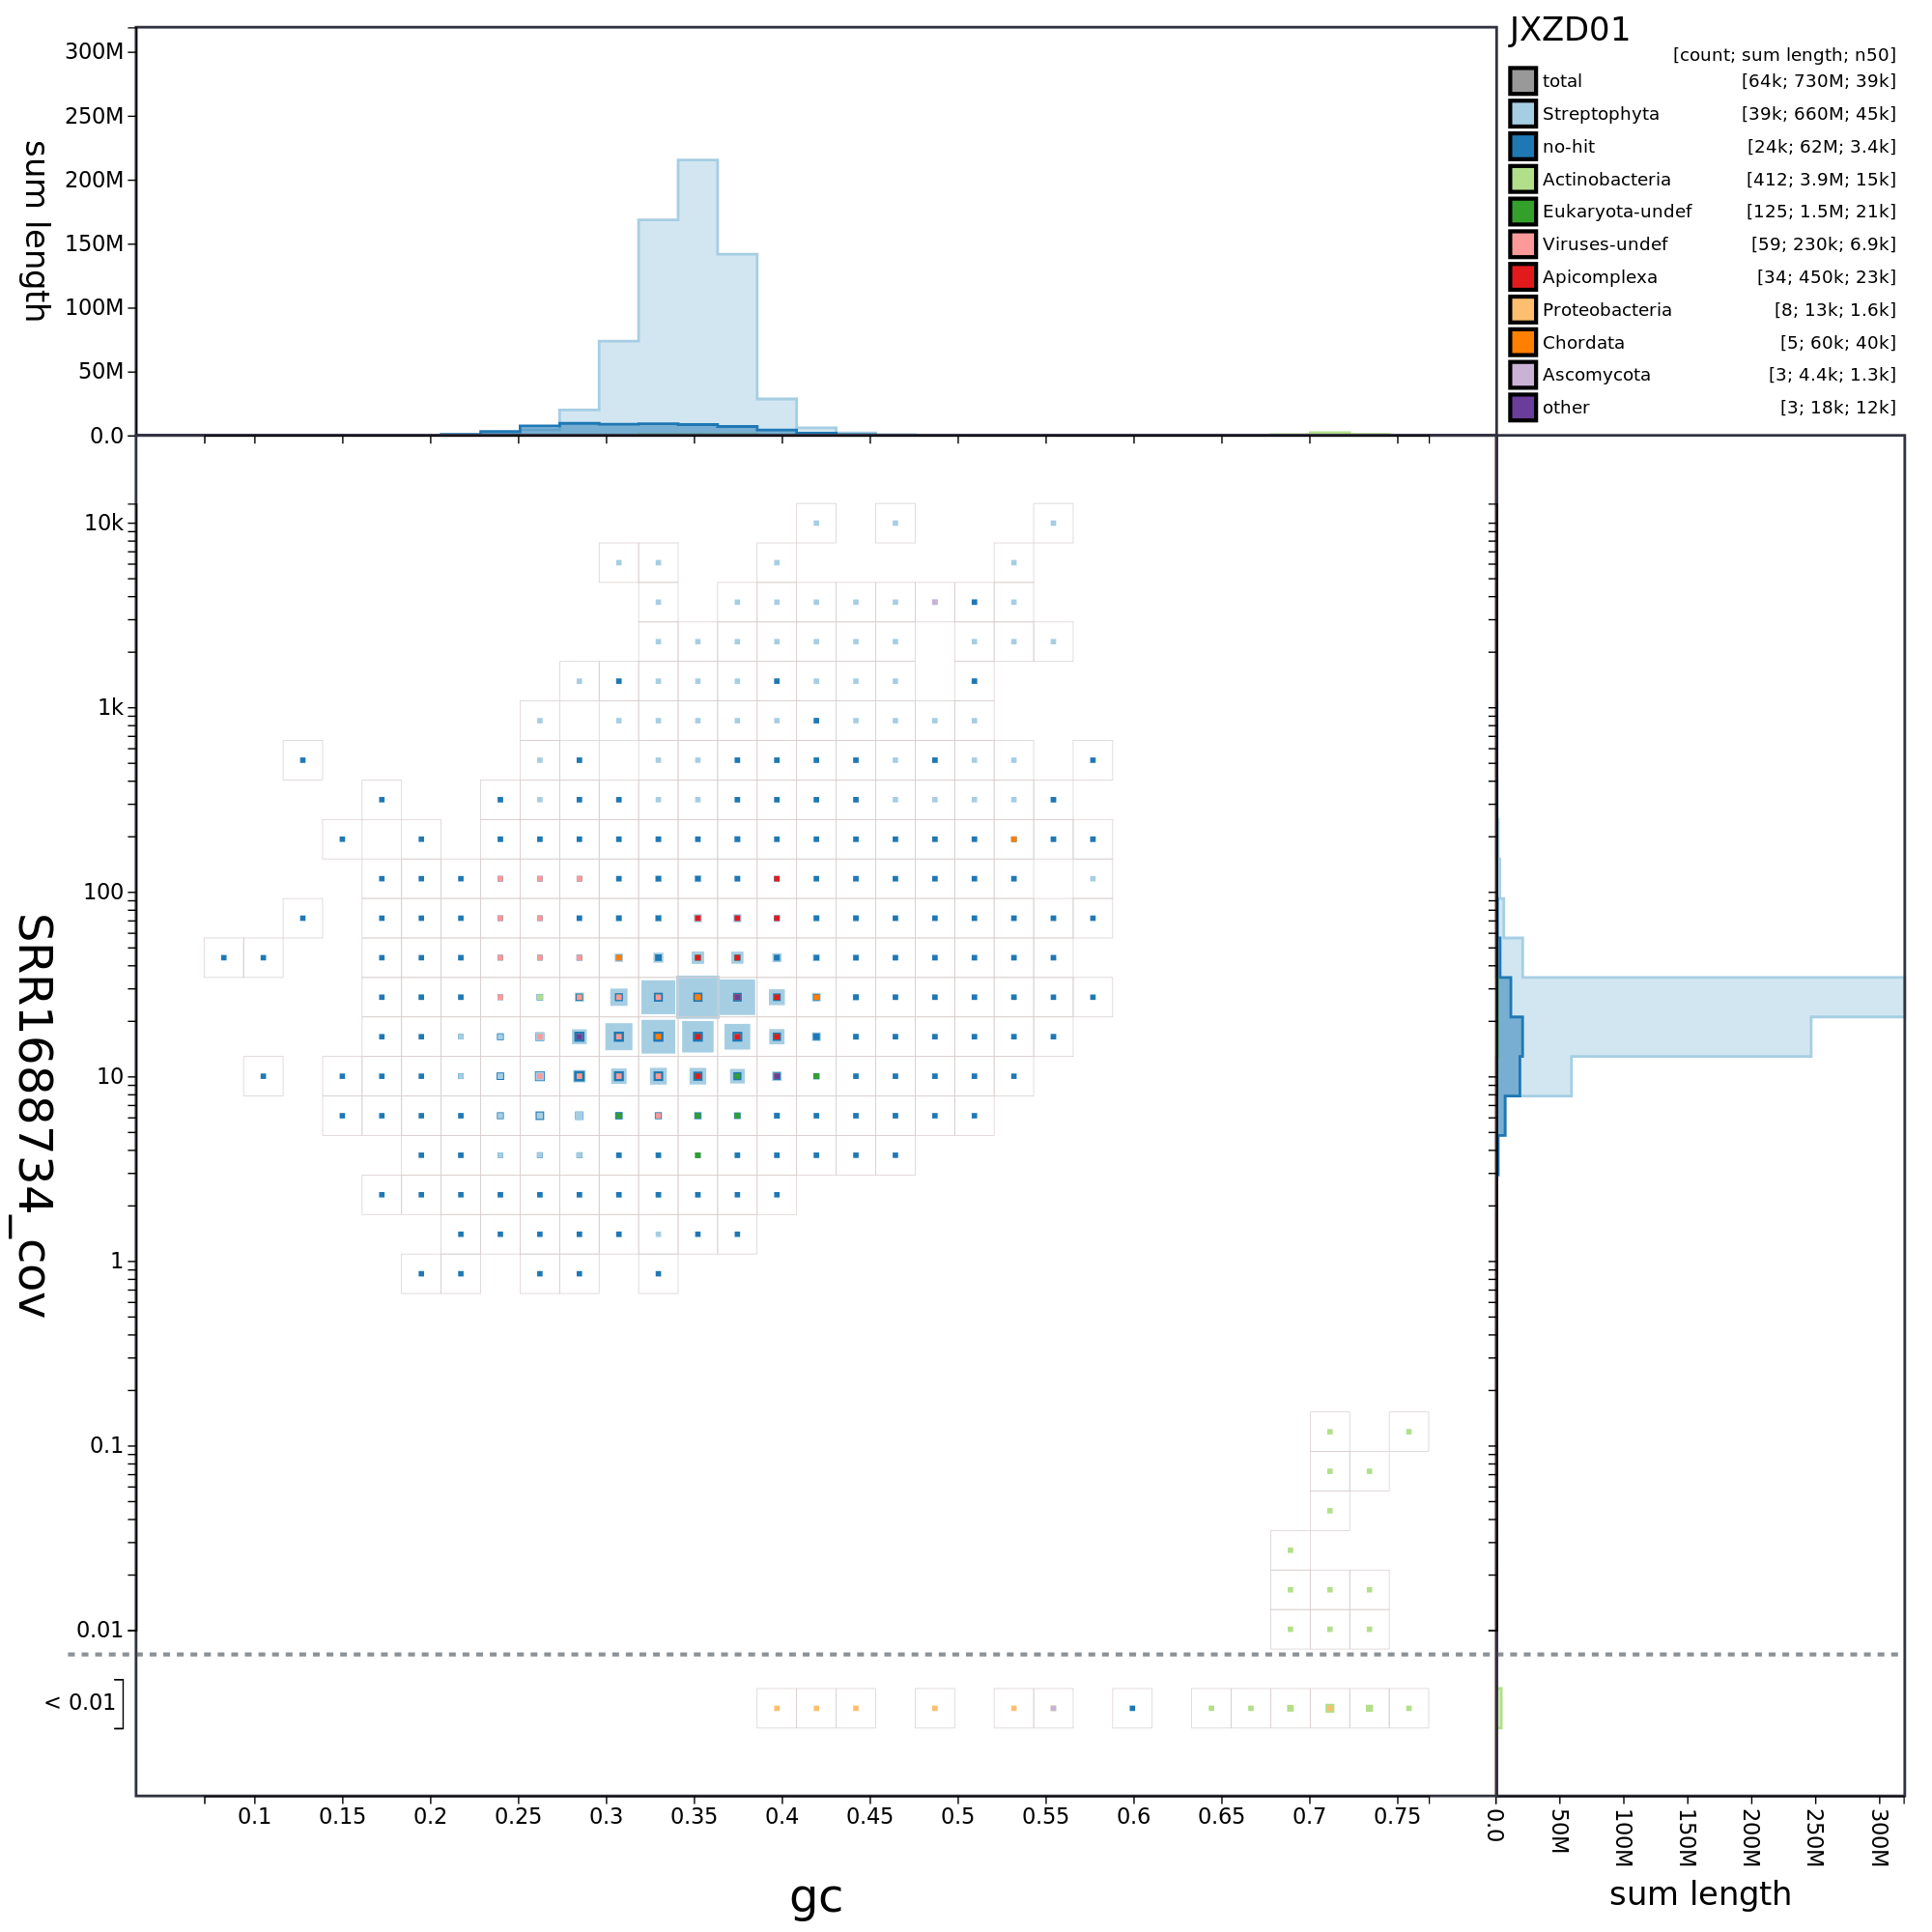 JXZD01
[count; sum length; n50]
total [64k; 730M; 39k]
Streptophyta [39k; 660M; 45k]
no-hit [24k; 62M; 3.4k]
Actinobacteria [412; 3.9M; 15k]
Eukaryota-undef [125; 1.5M; 21k]
Viruses-undef [59; 230k; 6.9k]
Apicomplexa [34; 450k; 23k]
Proteobacteria [8; 13k; 1.6k]
Chordata [5; 60k; 40k]
Ascomycota [3; 4.4k; 1.3k]
other [3; 18k; 12k]
sum length
300M
250M
200M
150M
100M
50M
0.0
SRR1688734_cov
10k
1k
100
10
1
0.1
0.01
< 0.01
0.1 0.15 0.2 0.25 0.3 0.35 0.4 0.45 0.5 0.55 0.6 0.65 0.7 0.75
gc
0.0 50M 100M 150M 200M 250M 300M
sum length